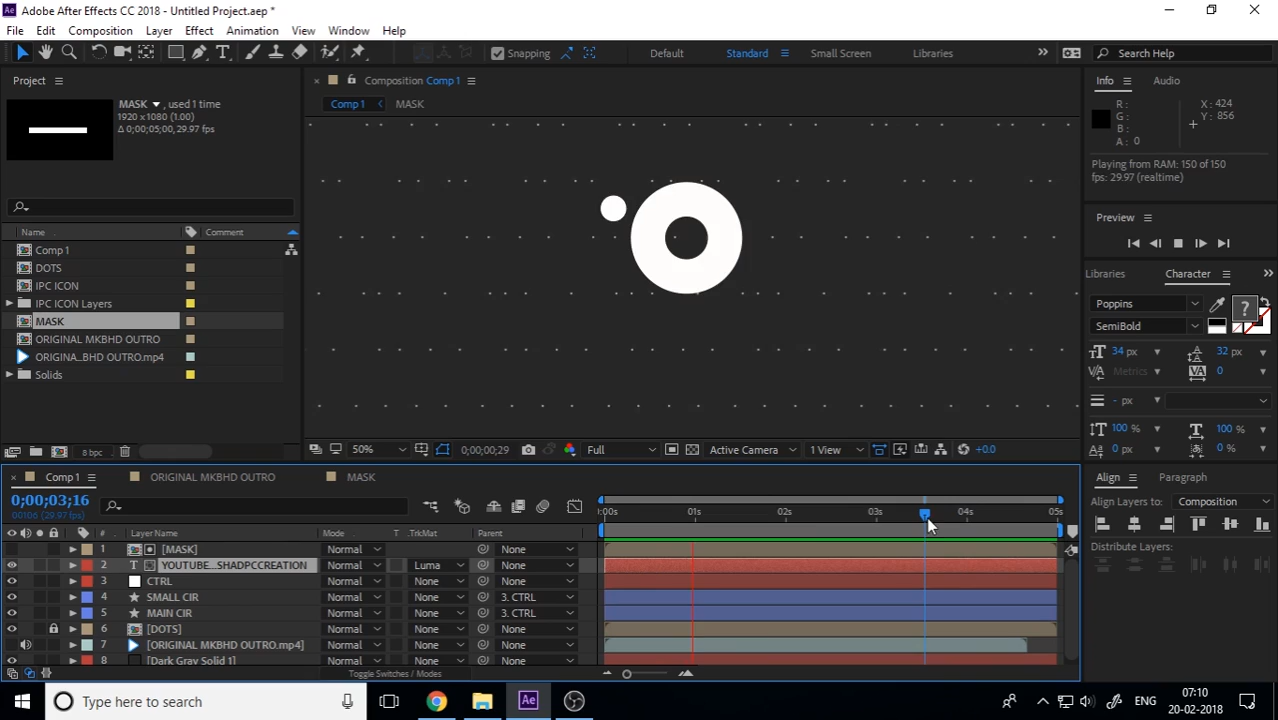 Adobe After Effects CC 2018 - Untitled Project.aep *
File Edit Composition Layer Effect Animation View Window Help
Snapping Default Standard Small Screen Libraries Search Help
Project
Composition Comp 1
Info Audio
Comp 1 MASK
MASK , used 1 time
1920 x 1080 (1.00)
Δ 0;00;05;00, 29.97 fps
R :
G :
B :
A : 0
X : 424
Y : 856
Playing from RAM: 150 of 150
fps: 29.97 (realtime)
Preview
Name Comment
Comp 1
DOTS
IPC ICON
IPC ICON Layers
MASK
ORIGINAL MKBHD OUTRO
ORIGINA..BHD OUTRO.mp4
Solids
Libraries Character
Poppins
SemiBold
34 px 32 px
Metrics 0
- px
100 % 100 %
0 px 0 %
8 bpc
50% 0;00;00;29 Full Active Camera 1 View +0.0
Comp 1 ORIGINAL MKBHD OUTRO MASK
0;00;03;16
00106 (29.97 fps)
:00s 01s 02s 03s 04s 05s
# Layer Name Mode T .TrkMat Parent
1 [MASK] Normal None
2 YOUTUBE...SHADPCCREATION Normal Luma None
3 CTRL Normal None None
4 SMALL CIR Normal None 3. CTRL
5 MAIN CIR Normal None 3. CTRL
6 [DOTS] Normal None None
7 [ORIGINAL MKBHD OUTRO.mp4] Normal None None
8 [Dark Gray Solid 1] Normal None None
Toggle Switches / Modes
Align Paragraph
Align Layers to: Composition
Distribute Layers:
Type here to search
ENG
07:10
20-02-2018